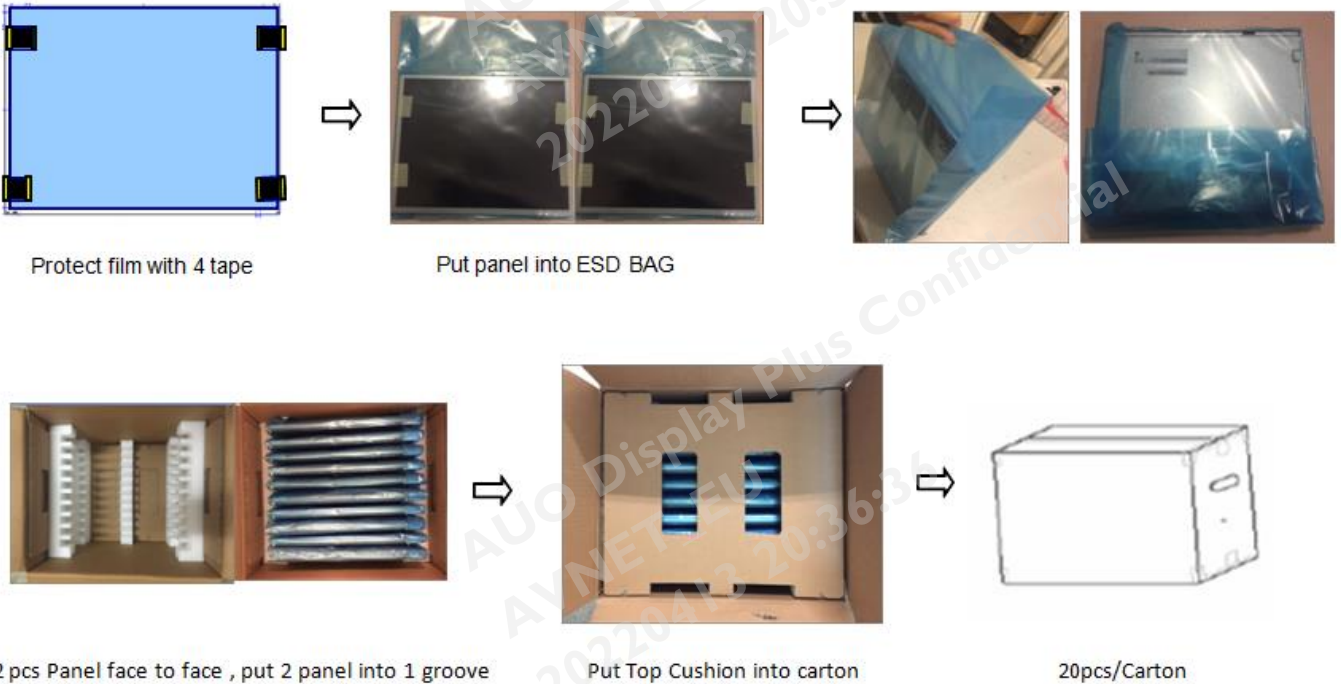 Protect film with 4 tape
Put panel into ESD BAG
2 pcs Panel face to face , put 2 panel into 1 groove
Put Top Cushion into carton
20pcs/Carton
AUO Display Plus Confidential
AVNET_EU
20220413 20:36:36